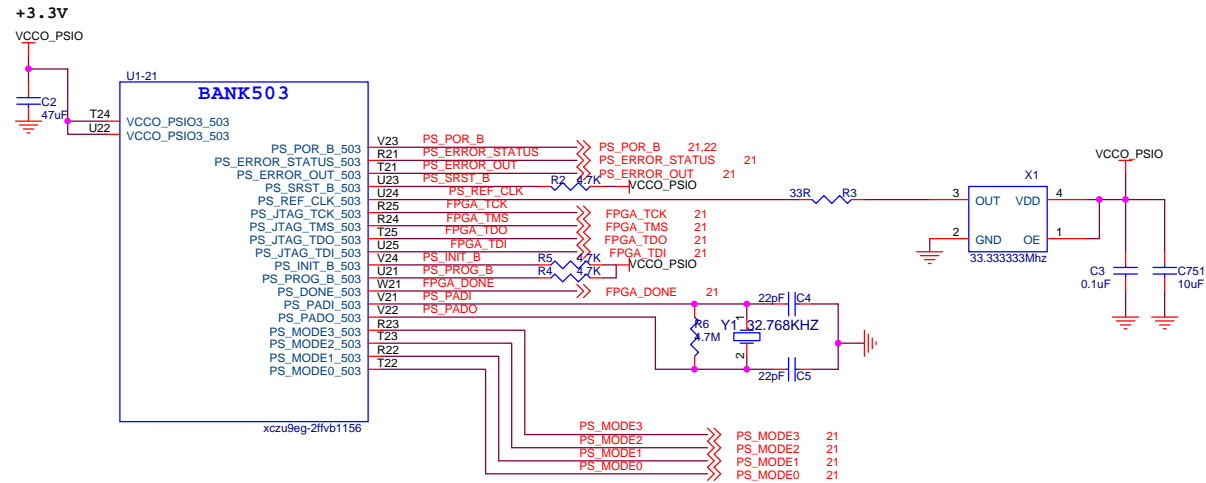 +3.3V
VCCO_PSIO
U1-21
BANK503
C2
47uF
T24 VCCO_PSIO3_503
U22 VCCO_PSIO3_503
PS_POR_B_503 V23 PS_POR_B PS_POR_B 21,22
PS_ERROR_STATUS_503 R21 PS_ERROR_STATUS PS_ERROR_STATUS 21
PS_ERROR_OUT_503 T21 PS_ERROR_OUT PS_ERROR_OUT 21
PS_SRST_B_503 U23 PS_SRST_B R2 4.7K VCCO_PSIO
PS_REF_CLK_503 U24 PS_REF_CLK 33R R3
PS_JTAG_TCK_503 R25 FPGA_TCK FPGA_TCK 21
PS_JTAG_TMS_503 R24 FPGA_TMS FPGA_TMS 21
PS_JTAG_TDO_503 T25 FPGA_TDO FPGA_TDO 21
PS_JTAG_TDI_503 U25 FPGA_TDI FPGA_TDI 21
PS_INIT_B_503 V24 PS_INIT_B R5 4.7K VCCO_PSIO
PS_PROG_B_503 U21 PS_PROG_B R4 4.7K
PS_DONE_503 W21 FPGA_DONE FPGA_DONE 21
PS_PADI_503 V21 PS_PADI
PS_PADO_503 V22 PS_PADO
PS_MODE3_503 R23
PS_MODE2_503 T23
PS_MODE1_503 R22
PS_MODE0_503 T22
xczu9eg-2ffvb1156
VCCO_PSIO
X1
3 OUT VDD 4
2 GND OE 1
33.333333Mhz
C3
0.1uF
C751
10uF
22pF C4
R6
4.7M
Y1 32.768KHZ
1
2
22pF C5
PS_MODE3 PS_MODE3 21
PS_MODE2 PS_MODE2 21
PS_MODE1 PS_MODE1 21
PS_MODE0 PS_MODE0 21